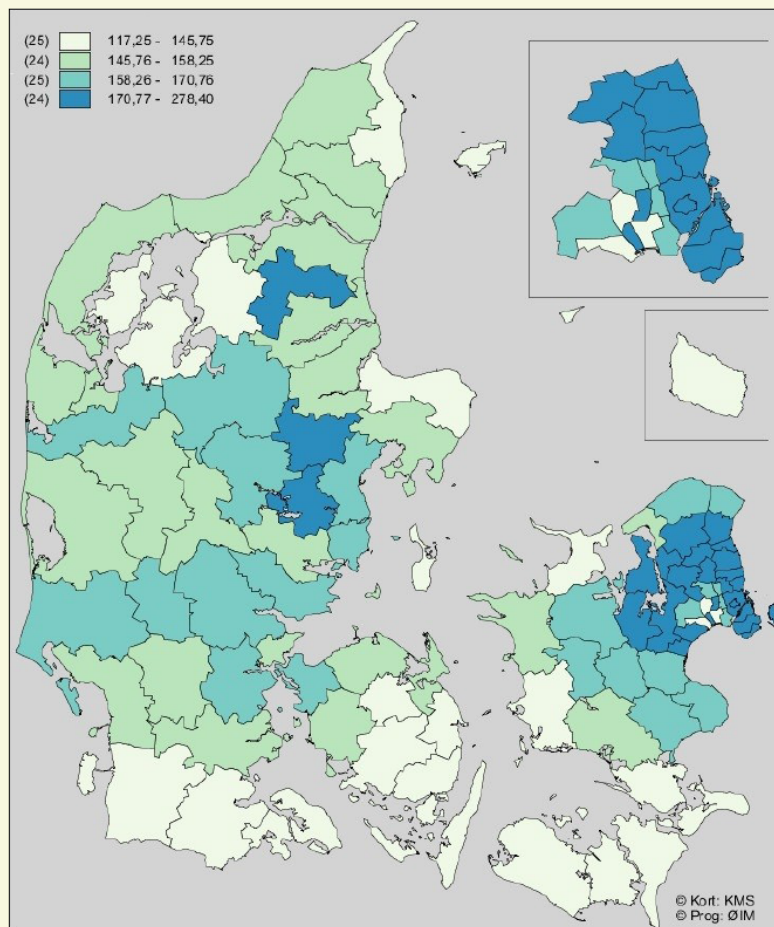 (25) 117,25 - 145,75
(24) 145,76 - 158,25
(25) 158,26 - 170,76
(24) 170,77 - 278,40
© Kort: KMS
© Prog: ØIM